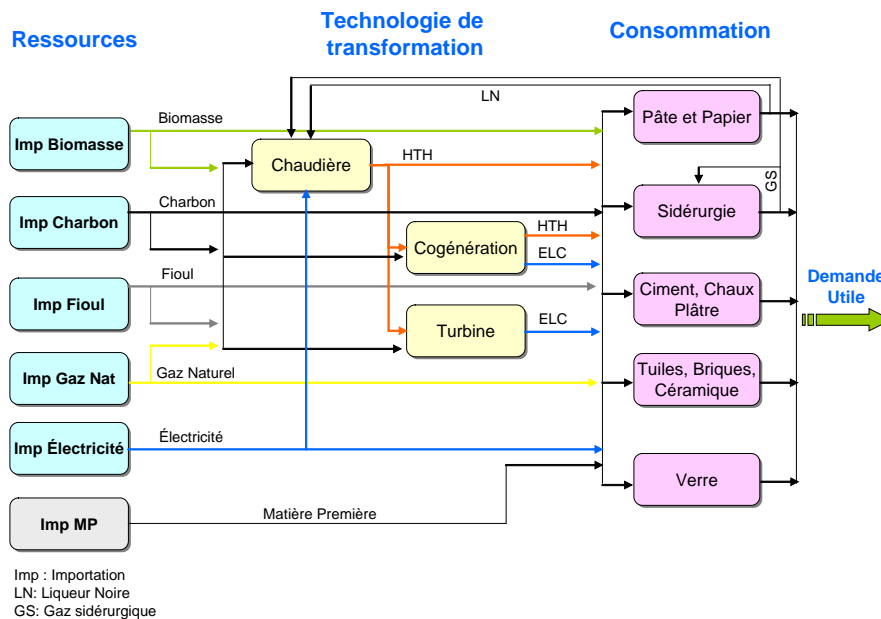 Ressources
Technologie de
transformation
Consommation
Imp Biomasse
Biomasse
Imp Charbon
Charbon
Imp Fioul
Fioul
Imp Gaz Nat
Gaz Naturel
Imp Électricité
Électricité
Imp MP
Matière Première
LN
Chaudière
HTH
Cogénération
HTH
ELC
Turbine
ELC
Pâte et Papier
GS
Sidérurgie
Ciment, Chaux
Plâtre
Tuiles, Briques,
Céramique
Verre
Demande
Utile
Imp : Importation
LN: Liqueur Noire
GS: Gaz sidérurgique